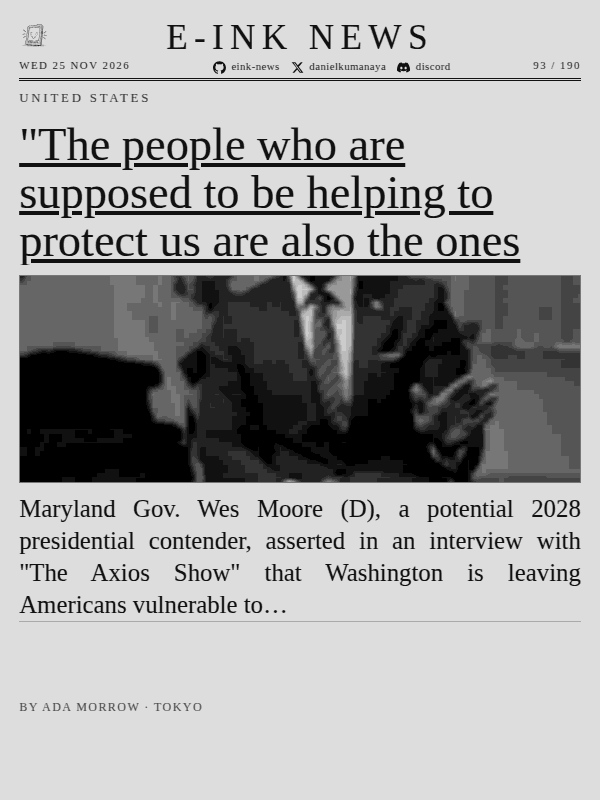 E-INK NEWS
WED 25 NOV 2026
eink-news
danielkumanaya
discord
93 / 190
UNITED STATES
"The people who are
supposed to be helping to
protect us are also the ones
Maryland Gov. Wes Moore (D), a potential 2028
presidential contender, asserted in an interview with
"The Axios Show" that Washington is leaving
Americans vulnerable to…
BY ADA MORROW · TOKYO